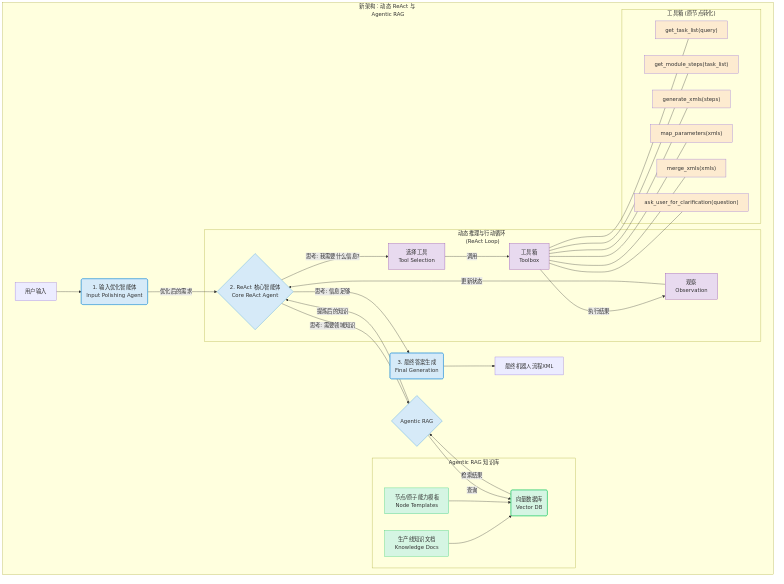 新架构: 动态 ReAct 与
Agentic RAG
工具箱 (原节点转化)
get_task_list(query)
get_module_steps(task_list)
generate_xmls(steps)
map_parameters(xmls)
merge_xmls(xmls)
ask_user_for_clarification(question)
动态推理与行动循环
(ReAct Loop)
用户输入
1. 输入优化智能体
Input Polishing Agent
优化后的需求
2. ReAct 核心智能体
Core ReAct Agent
思考: 我需要什么信息?
选择工具
Tool Selection
调用
工具箱
Toolbox
更新状态
观察
Observation
执行结果
思考: 信息足够
提炼后的知识
思考: 需要领域知识
3. 最终答案生成
Final Generation
最终机器人流程XML
Agentic RAG
Agentic RAG 知识库
检索结果
查询
节点/原子能力模板
Node Templates
向量数据库
Vector DB
生产线知识文档
Knowledge Docs